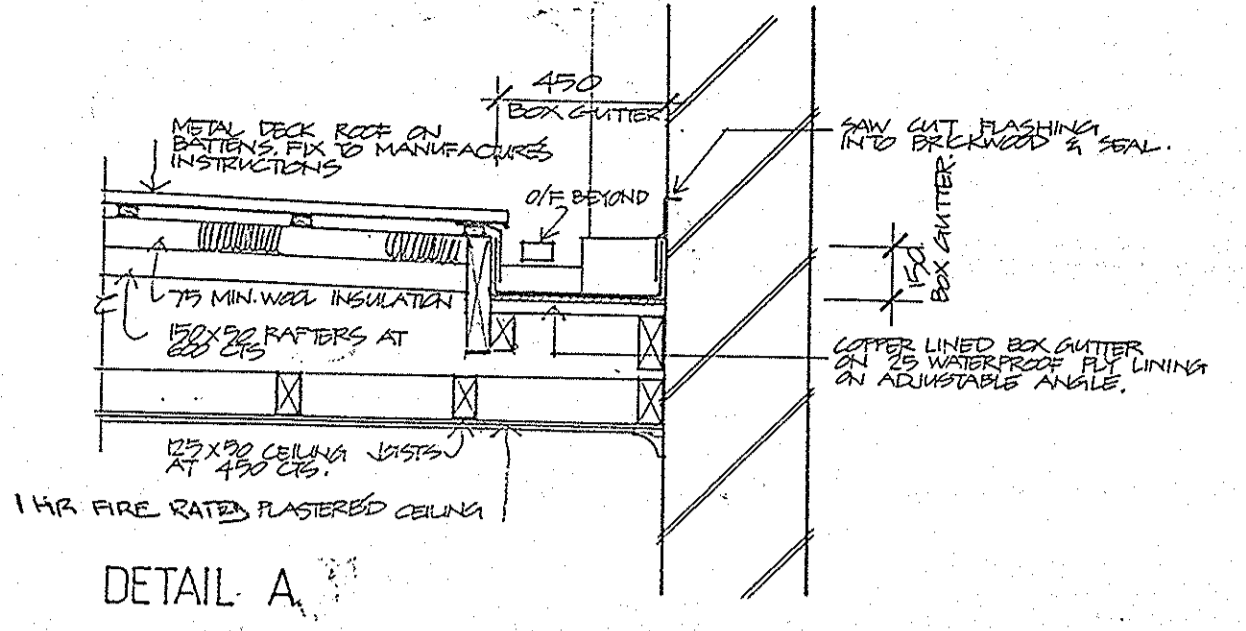 450
BOX GUTTER
METAL DECK ROOF ON
BATTENS. FIX TO MANUFACTURES
INSTRUCTIONS
O/F BEYOND
SAW CUT FLASHING
INTO BRICKWOOD & SEAL.
150.
BOX GUTTER.
75 MIN. WOOL INSULATION
150X50 RAFTERS AT
600 CTS
COPPER LINED BOX GUTTER
ON 25 WATERPROOF PLY LINING
ON ADJUSTABLE ANGLE.
125X50 CEILING JOISTS
AT 450 CTS.
1 HR FIRE RATED PLASTERED CEILING
DETAIL A